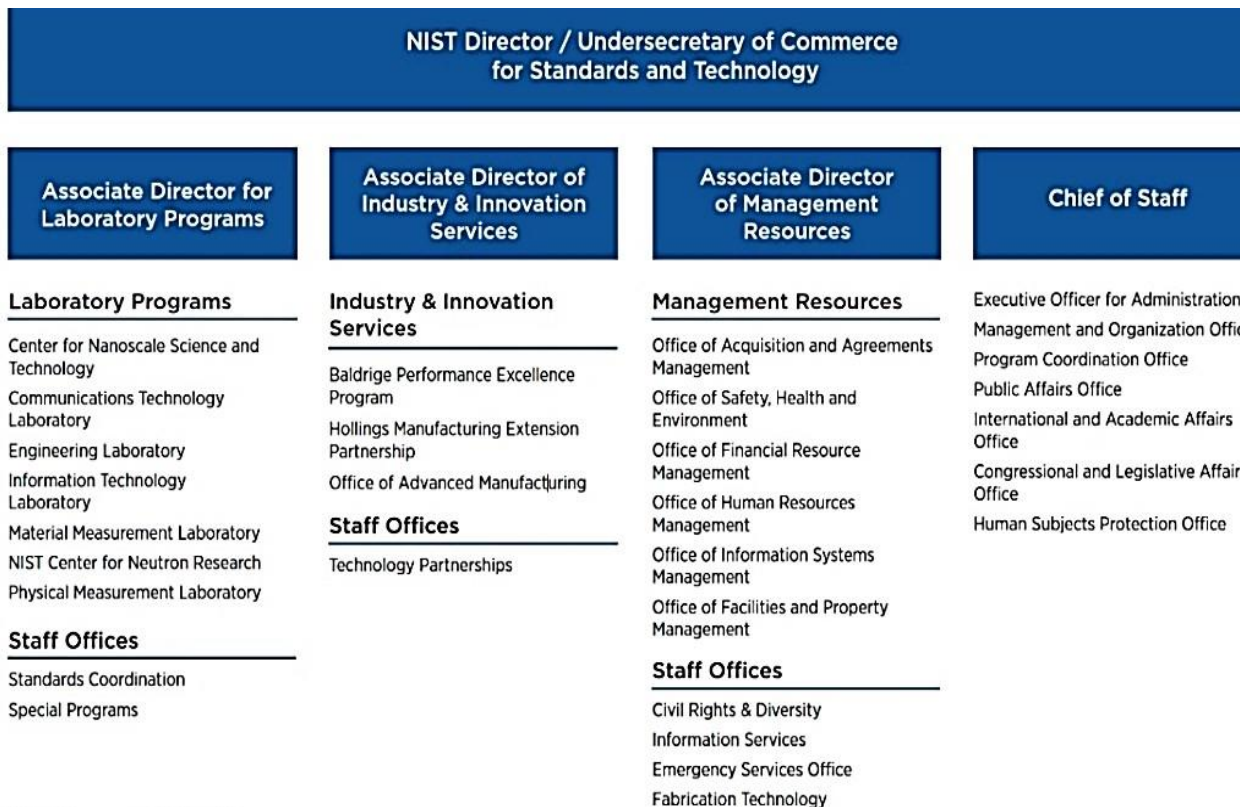 NIST Director / Undersecretary of Commerce
for Standards and Technology
Associate Director for
Laboratory Programs
Laboratory Programs
Center for Nanoscale Science and
Technology
Communications Technology
Laboratory
Engineering Laboratory
Information Technology
Laboratory
Material Measurement Laboratory
NIST Center for Neutron Research
Physical Measurement Laboratory
Staff Offices
Standards Coordination
Special Programs
Associate Director of
Industry & Innovation
Services
Industry & Innovation
Services
Baldrige Performance Excellence
Program
Hollings Manufacturing Extension
Partnership
Office of Advanced Manufacturing
Staff Offices
Technology Partnerships
Associate Director
of Management
Resources
Management Resources
Office of Acquisition and Agreements
Management
Office of Safety, Health and
Environment
Office of Financial Resource
Management
Office of Human Resources
Management
Office of Information Systems
Management
Office of Facilities and Property
Management
Staff Offices
Civil Rights & Diversity
Information Services
Emergency Services Office
Fabrication Technology
Chief of Staff
Executive Officer for Administration
Management and Organization
Program Coordination Office
Public Affairs Office
International and Academic Affairs
Office
Congressional and Legislative
Office
Human Subjects Protection Office